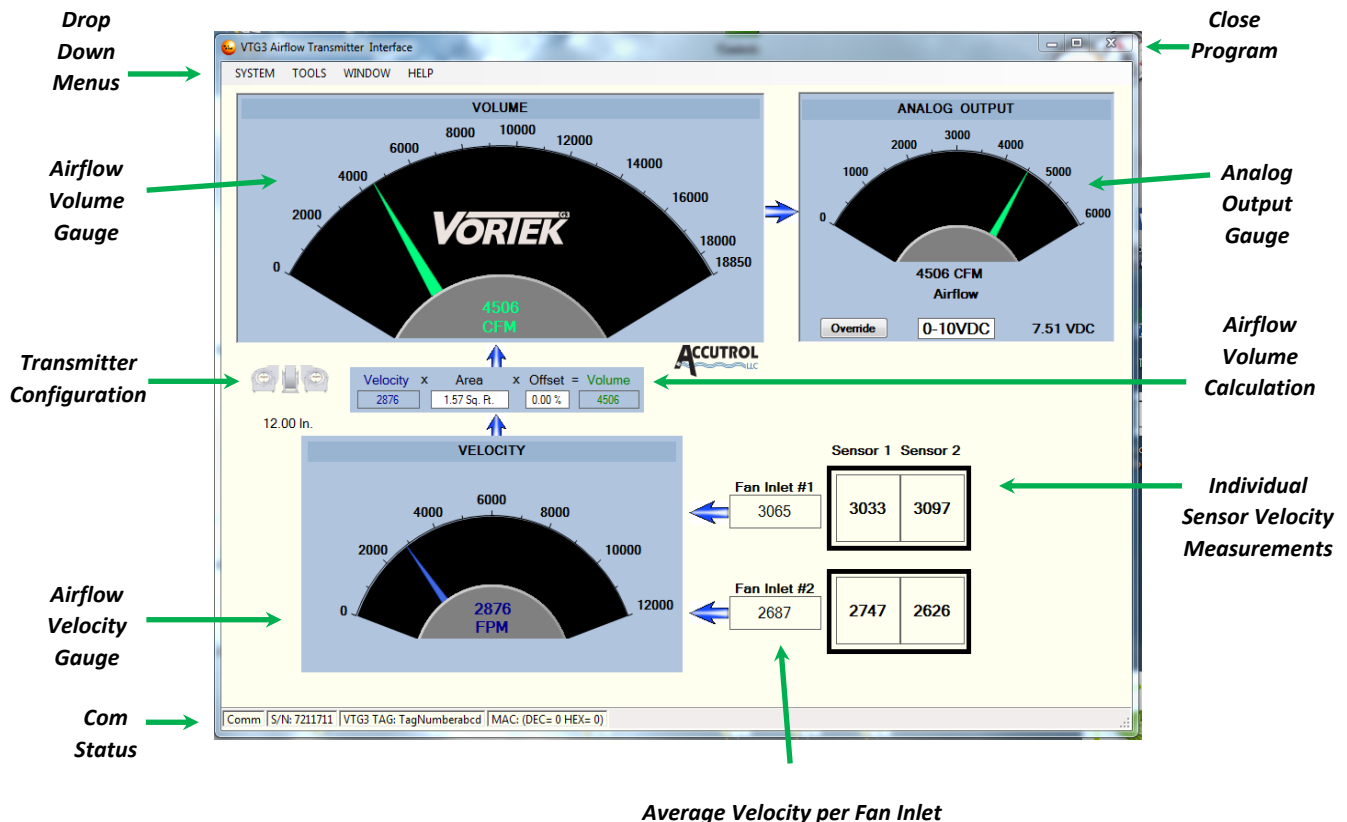 Drop
Down
Menus
Close
Program
VTG3 Airflow Transmitter Interface
SYSTEM TOOLS WINDOW HELP
VOLUME
0
2000
4000
6000
8000
10000
12000
14000
16000
18000
18850
VORTEK G3
4506
CFM
ANALOG OUTPUT
0
1000
2000
3000
4000
5000
6000
4506 CFM
Airflow
Override 0-10VDC 7.51 VDC
Airflow
Volume
Gauge
Analog
Output
Gauge
Transmitter
Configuration
12.00 In.
ACCUTROL
LLC
Velocity x Area x Offset = Volume
2876 1.57 Sq. Ft. 0.00 % 4506
Airflow
Volume
Calculation
VELOCITY
0
2000
4000
6000
8000
10000
12000
2876
FPM
Sensor 1 Sensor 2
Fan Inlet #1
3065 3033 3097
Fan Inlet #2
2687 2747 2626
Individual
Sensor Velocity
Measurements
Airflow
Velocity
Gauge
Com
Status
Comm S/N: 7211711 VTG3 TAG: TagNumberabcd MAC: (DEC= 0 HEX= 0)
Average Velocity per Fan Inlet